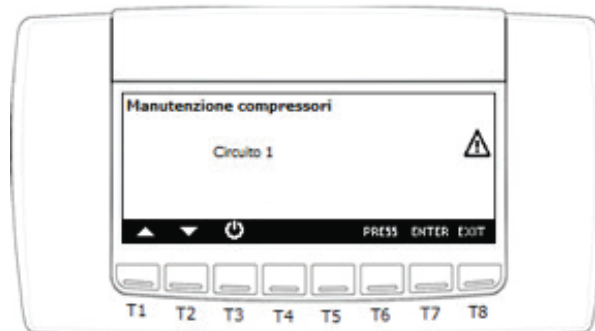 Manutenzione compressori
Circuito 1
PRESS ENTER EXIT
T1 T2 T3 T4 T5 T6 T7 T8